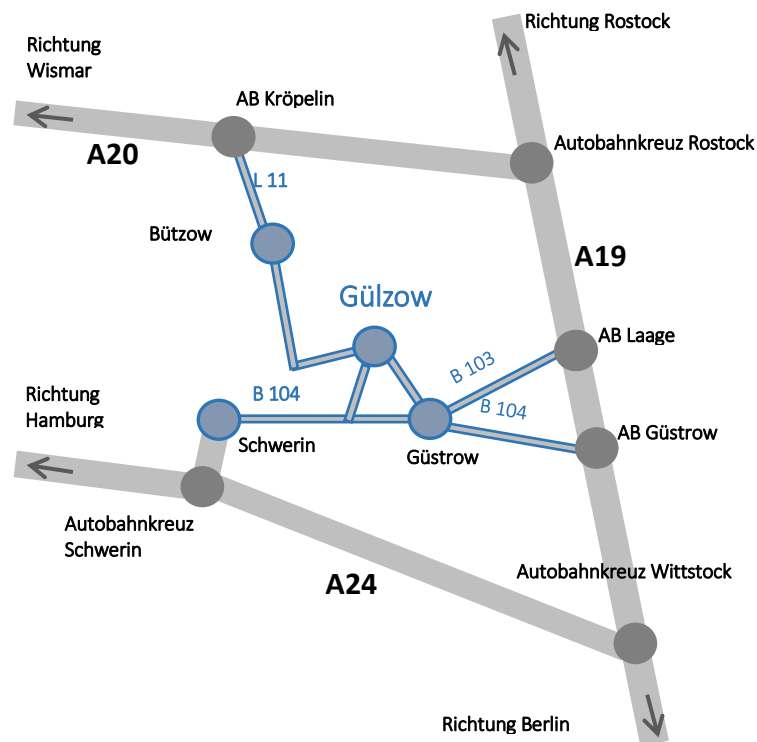 Richtung Rostock
Richtung
Wismar
AB Kröpelin
A20
Autobahnkreuz Rostock
L 11
Bützow
A19
Gülzow
AB Laage
B 103
Richtung
Hamburg
B 104
B 104
AB Güstrow
Schwerin
Güstrow
Autobahnkreuz
Schwerin
A24
Autobahnkreuz Wittstock
Richtung Berlin